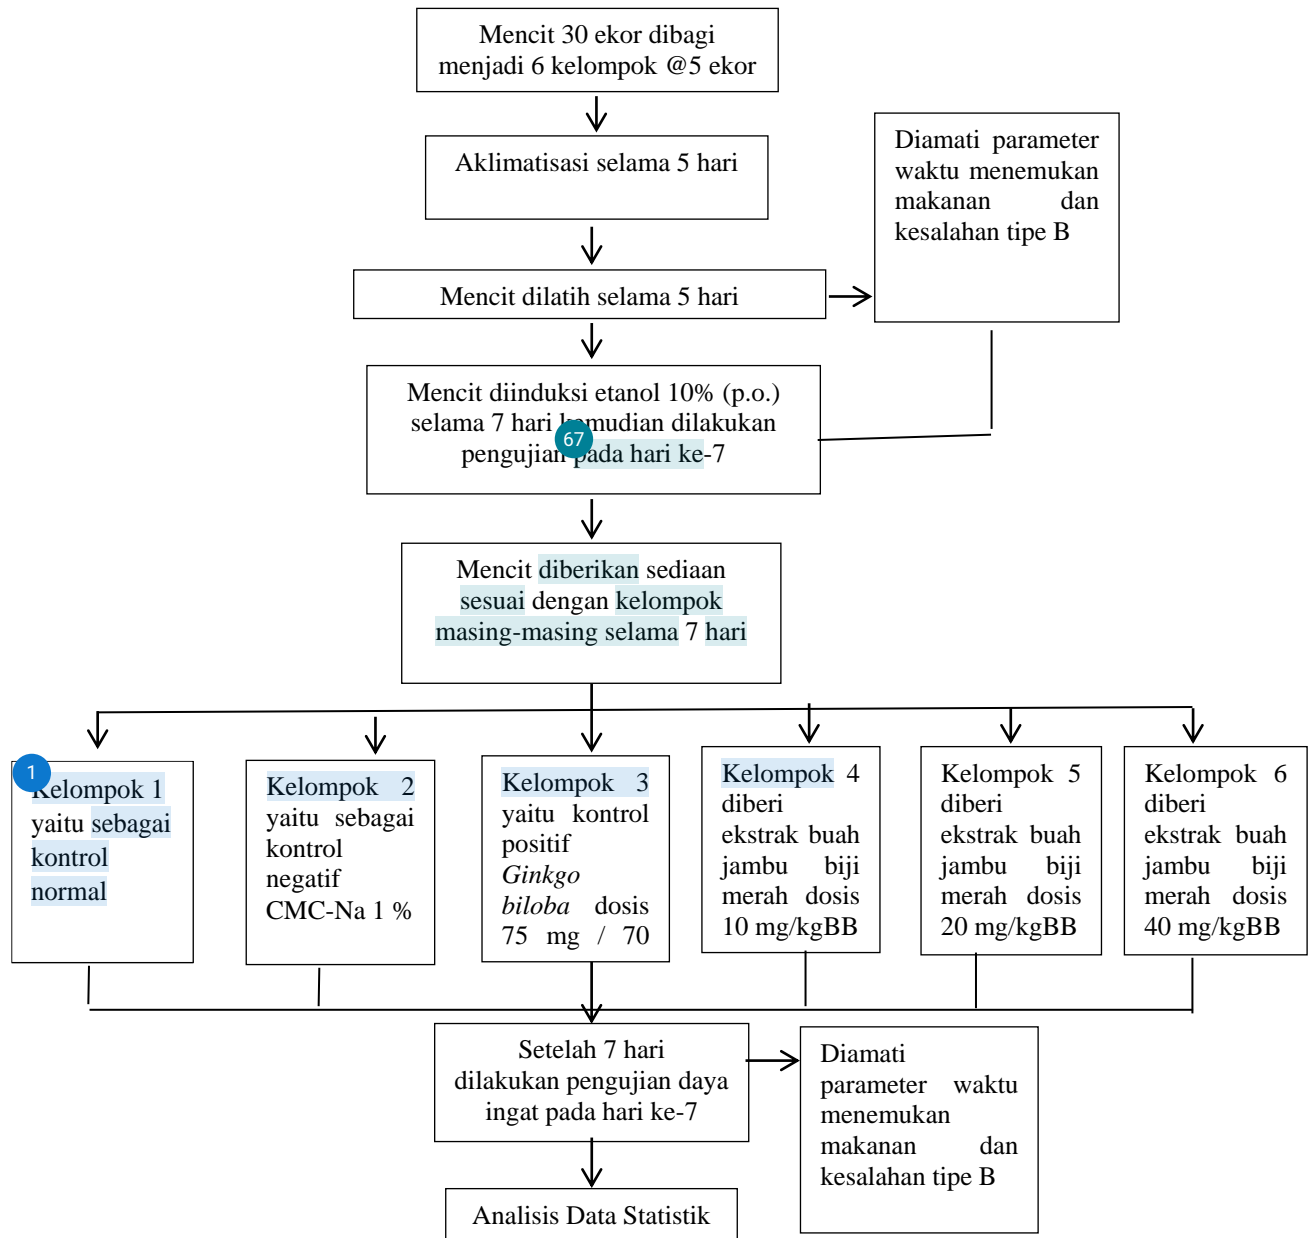 Mencit 30 ekor dibagi
menjadi 6 kelompok @5 ekor
Aklimatisasi selama 5 hari
Diamati parameter
waktu menemukan
makanan dan
kesalahan tipe B
Mencit dilatih selama 5 hari
Mencit diinduksi etanol 10% (p.o.)
selama 7 hari kemudian dilakukan
67
pengujian pada hari ke-7
Mencit diberikan sediaan
sesuai dengan kelompok
masing-masing selama 7 hari
1
Kelompok 1
yaitu sebagai
kontrol
normal
Kelompok 2
yaitu sebagai
kontrol
negatif
CMC-Na 1 %
Kelompok 3
yaitu kontrol
positif
Ginkgo
biloba dosis
75 mg / 70
Kelompok 4
diberi
ekstrak buah
jambu biji
merah dosis
10 mg/kgBB
Kelompok 5
diberi
ekstrak buah
jambu biji
merah dosis
20 mg/kgBB
Kelompok 6
diberi
ekstrak buah
jambu biji
merah dosis
40 mg/kgBB
Setelah 7 hari
dilakukan pengujian daya
ingat pada hari ke-7
Diamati
parameter waktu
menemukan
makanan dan
kesalahan tipe B
Analisis Data Statistik